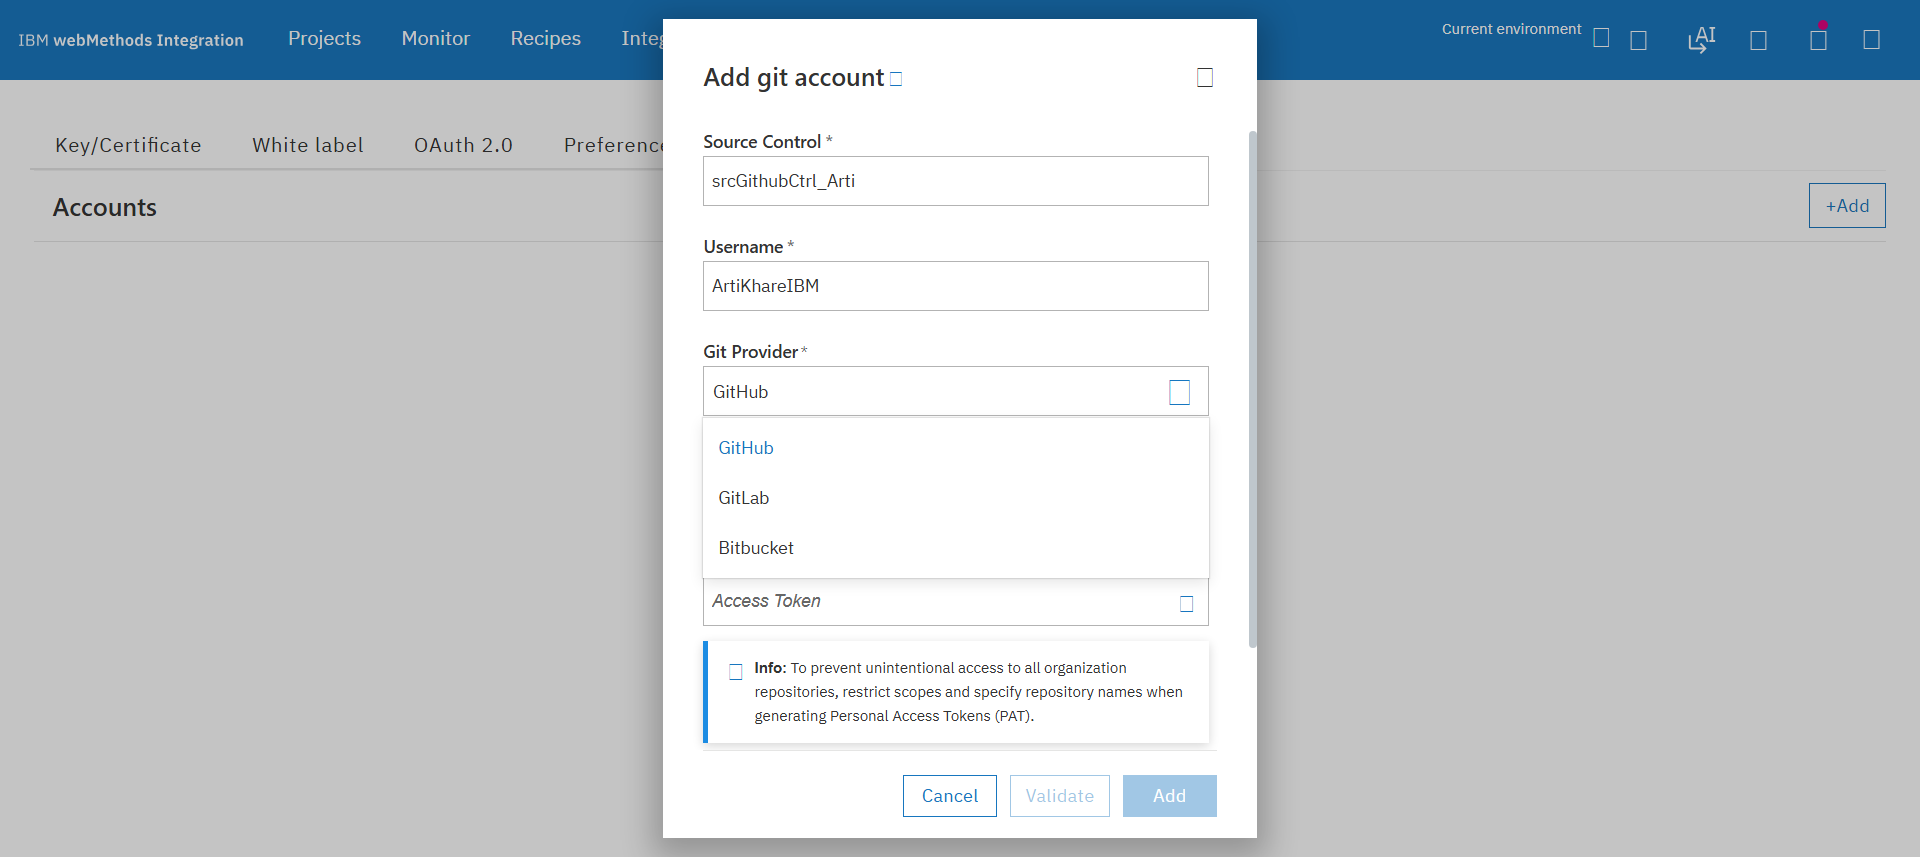 IBM webMethods Integration
Projects
Monitor
Recipes
Integ
Current environment
AI
Key/Certificate
White label
OAuth 2.0
Preference
Accounts
+Add
Add git account
Source Control *
srcGithubCtrl_Arti
Username *
ArtiKhareIBM
Git Provider *
GitHub
GitHub
GitLab
Bitbucket
Access Token
Info: To prevent unintentional access to all organization
repositories, restrict scopes and specify repository names when
generating Personal Access Tokens (PAT).
Cancel
Validate
Add